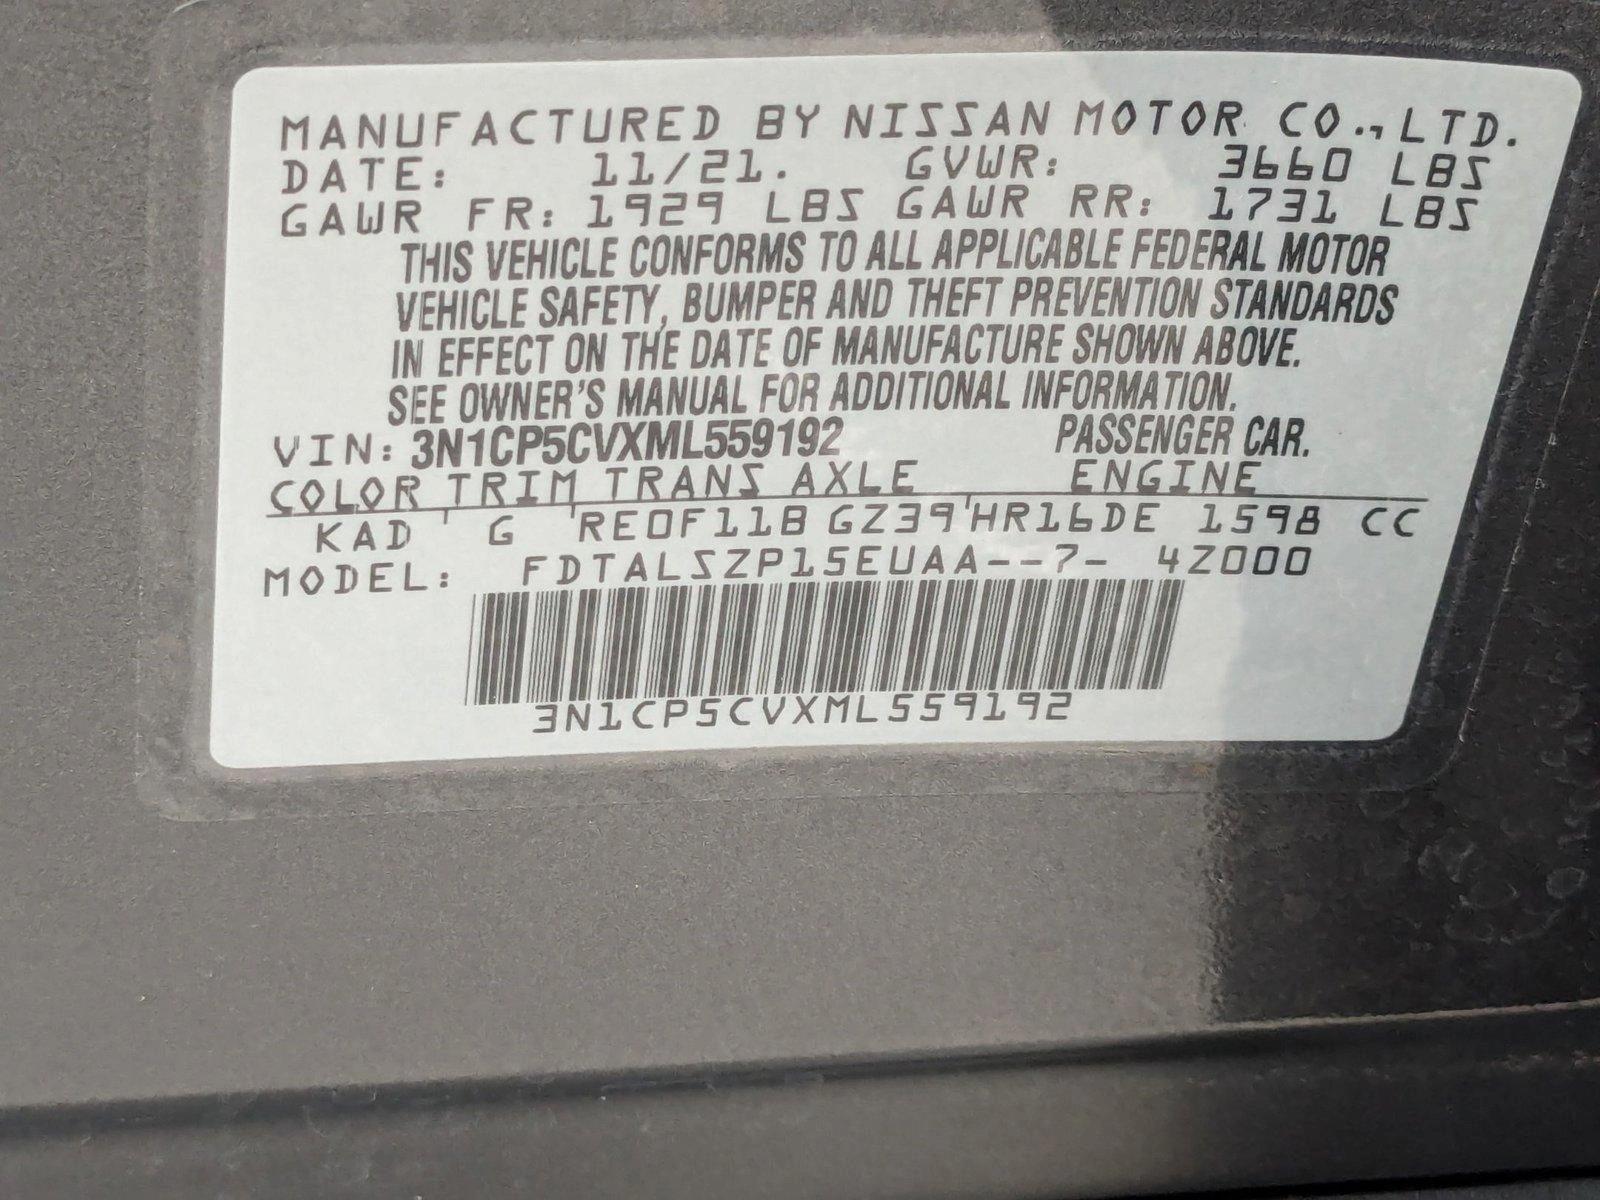 MANUFACTURED BY NISSAN MOTOR CO., LTD.
DATE: 11/21. GVWR: 3660 LBS
GAWR FR: 1929 LBS GAWR RR: 1731 LBS
THIS VEHICLE CONFORMS TO ALL APPLICABLE FEDERAL MOTOR
VEHICLE SAFETY, BUMPER AND THEFT PREVENTION STANDARDS
IN EFFECT ON THE DATE OF MANUFACTURE SHOWN ABOVE.
SEE OWNER'S MANUAL FOR ADDITIONAL INFORMATION.
VIN: 3N1CP5CVXML559192 PASSENGER CAR.
COLOR TRIM TRANS AXLE ENGINE
KAD G RE0F11B GZ39 HR16DE 1598 CC
MODEL: FDTALSZP15EUAA--7- 4Z000
3N1CP5CVXML559192